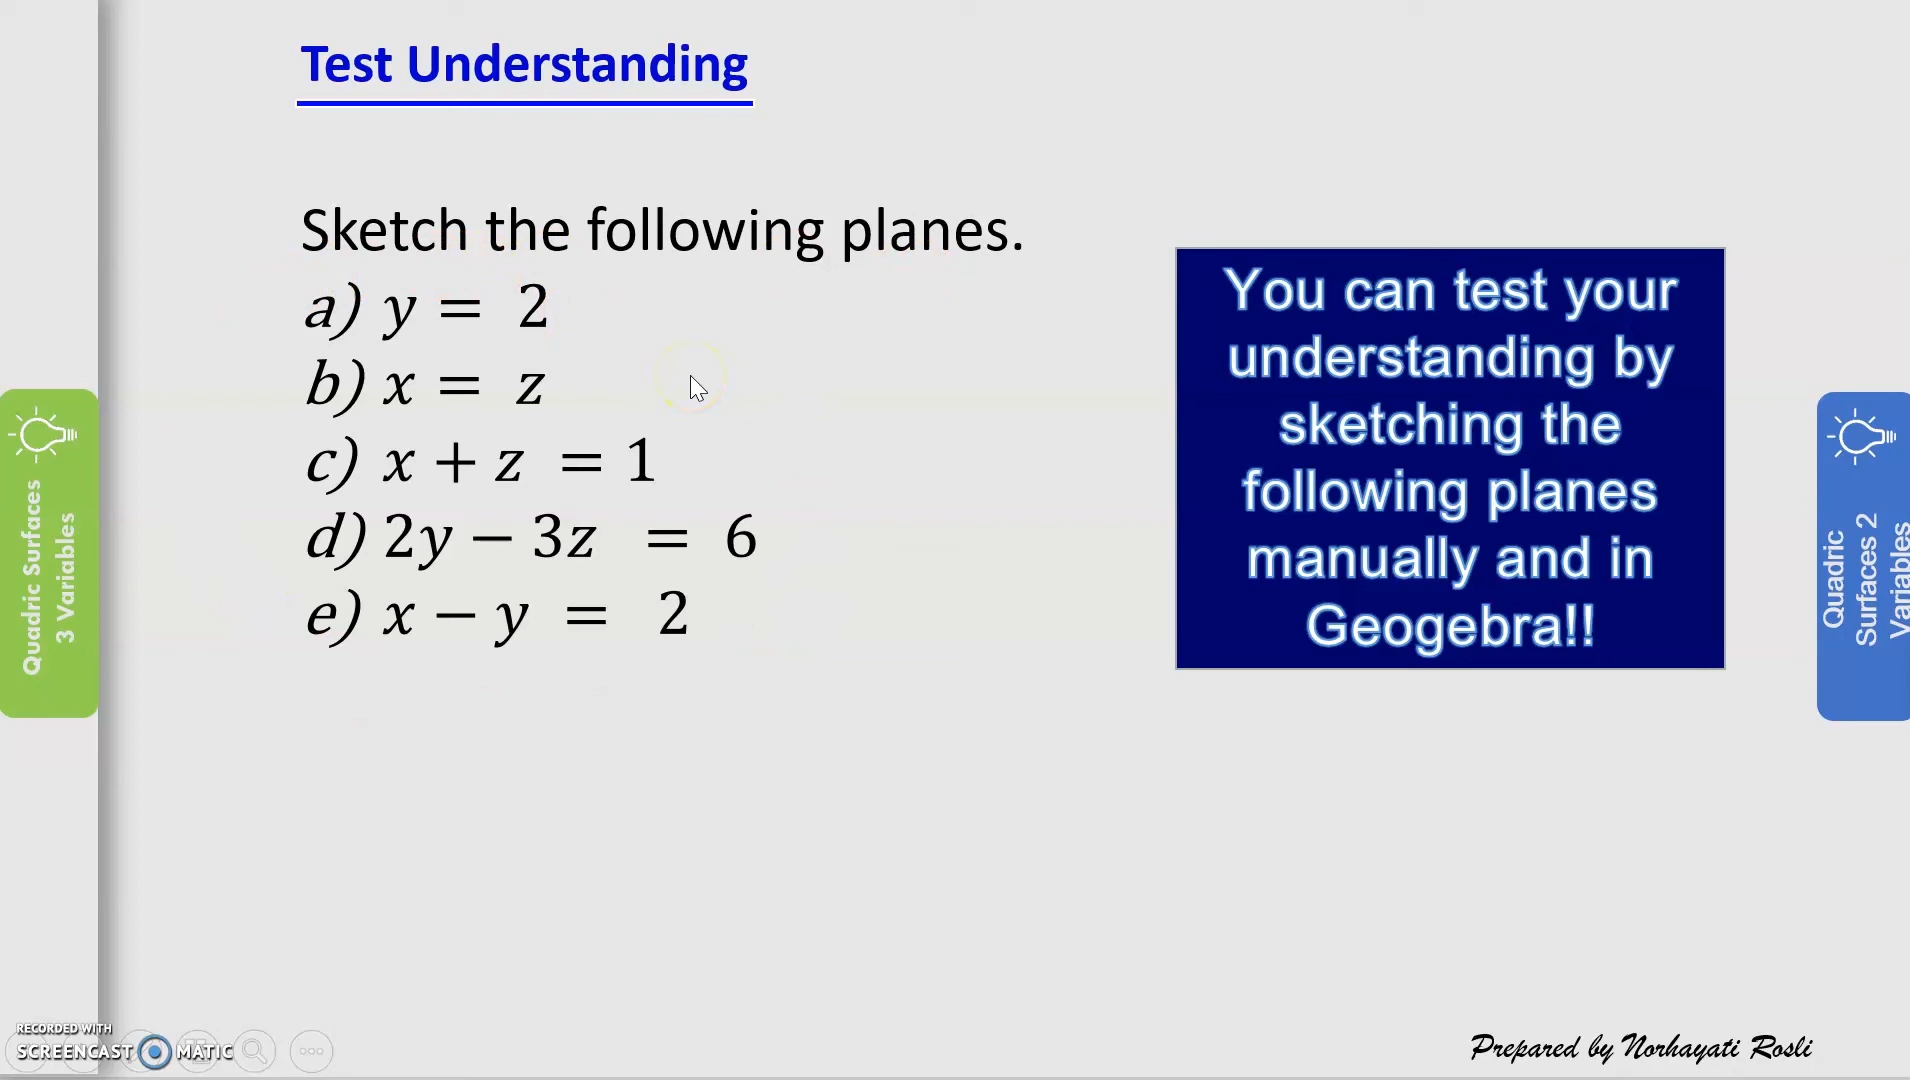 Test Understanding
Sketch the following planes.
a) y = 2
b) x = z
c) x + z = 1
d) 2y − 3z = 6
e) x − y = 2
You can test your
understanding by
sketching the
following planes
manually and in
Geogebra!!
Quadric Surfaces
3 Variables
Quadric
Surfaces 2
Variables
RECORDED WITH
SCREENCAST MATIC
Prepared by Norhayati Rosli